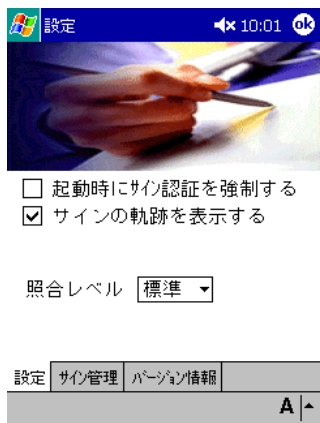 設定 10:01 ok
起動時にｻｲﾝ認証を強制する
サインの軌跡を表示する
照合レベル 標準
設定 ｻｲﾝ管理 ﾊﾞｰｼﾞｮﾝ情報
A